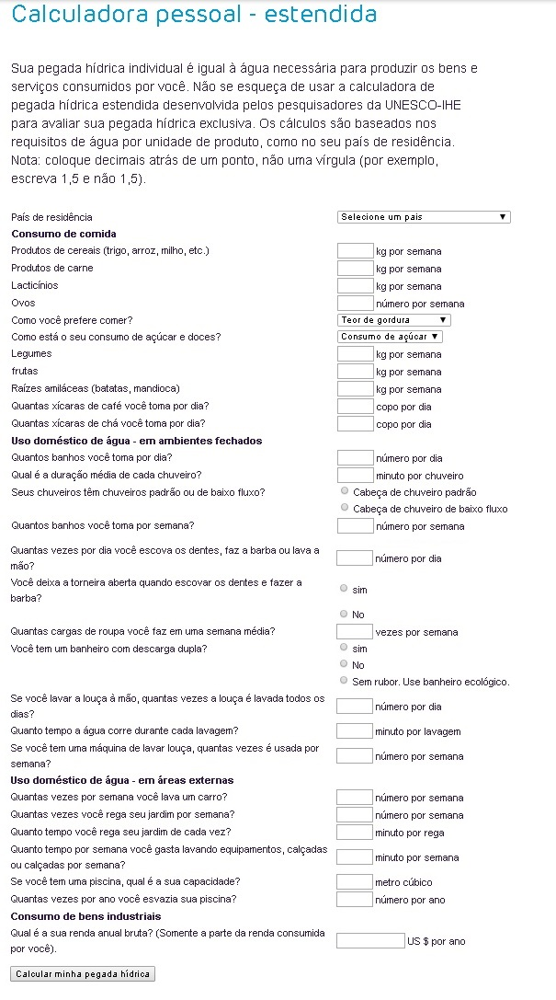 Calculadora pessoal - estendida
Sua pegada hídrica individual é igual à água necessária para produzir os bens e
serviços consumidos por você. Não se esqueça de usar a calculadora de
pegada hídrica estendida desenvolvida pelos pesquisadores da UNESCO-IHE
para avaliar sua pegada hídrica exclusiva. Os cálculos são baseados nos
requisitos de água por unidade de produto, como no seu país de residência.
Nota: coloque decimais atrás de um ponto, não uma vírgula (por exemplo,
escreva 1,5 e não 1,5).
País de residência Selecione um país
Consumo de comida
Produtos de cereais (trigo, arroz, milho, etc.) kg por semana
Produtos de carne kg por semana
Lacticínios kg por semana
Ovos número por semana
Como você prefere comer? Teor de gordura
Como está o seu consumo de açúcar e doces? Consumo de açúcar
Legumes kg por semana
frutas kg por semana
Raízes amiláceas (batatas, mandioca) kg por semana
Quantas xícaras de café você toma por dia? copo por dia
Quantas xícaras de chá você toma por dia? copo por dia
Uso doméstico de água - em ambientes fechados
Quantos banhos você toma por dia? número por dia
Qual é a duração média de cada chuveiro? minuto por chuveiro
Seus chuveiros têm chuveiros padrão ou de baixo fluxo? Cabeça de chuveiro padrão
Cabeça de chuveiro de baixo fluxo
Quantos banhos você toma por semana? número por semana
Quantas vezes por dia você escova os dentes, faz a barba ou lava a
mão? número por dia
Você deixa a torneira aberta quando escovar os dentes e fazer a
barba? sim
No
Quantas cargas de roupa você faz em uma semana média? vezes por semana
Você tem um banheiro com descarga dupla? sim
No
Sem rubor. Use banheiro ecológico.
Se você lavar a louça à mão, quantas vezes a louça é lavada todos os
dias? número por dia
Quanto tempo a água corre durante cada lavagem? minuto por lavagem
Se você tem uma máquina de lavar louça, quantas vezes é usada por
semana? número por semana
Uso doméstico de água - em áreas externas
Quantas vezes por semana você lava um carro? número por semana
Quantas vezes você rega seu jardim por semana? número por semana
Quanto tempo você rega seu jardim de cada vez? minuto por rega
Quanto tempo por semana você gasta lavando equipamentos, calçadas
ou calçadas por semana? minuto por semana
Se você tem uma piscina, qual é a sua capacidade? metro cúbico
Quantas vezes por ano você esvazia sua piscina? número por ano
Consumo de bens industriais
Qual é a sua renda anual bruta? (Somente a parte da renda consumida
por você). US $ por ano
Calcular minha pegada hídrica